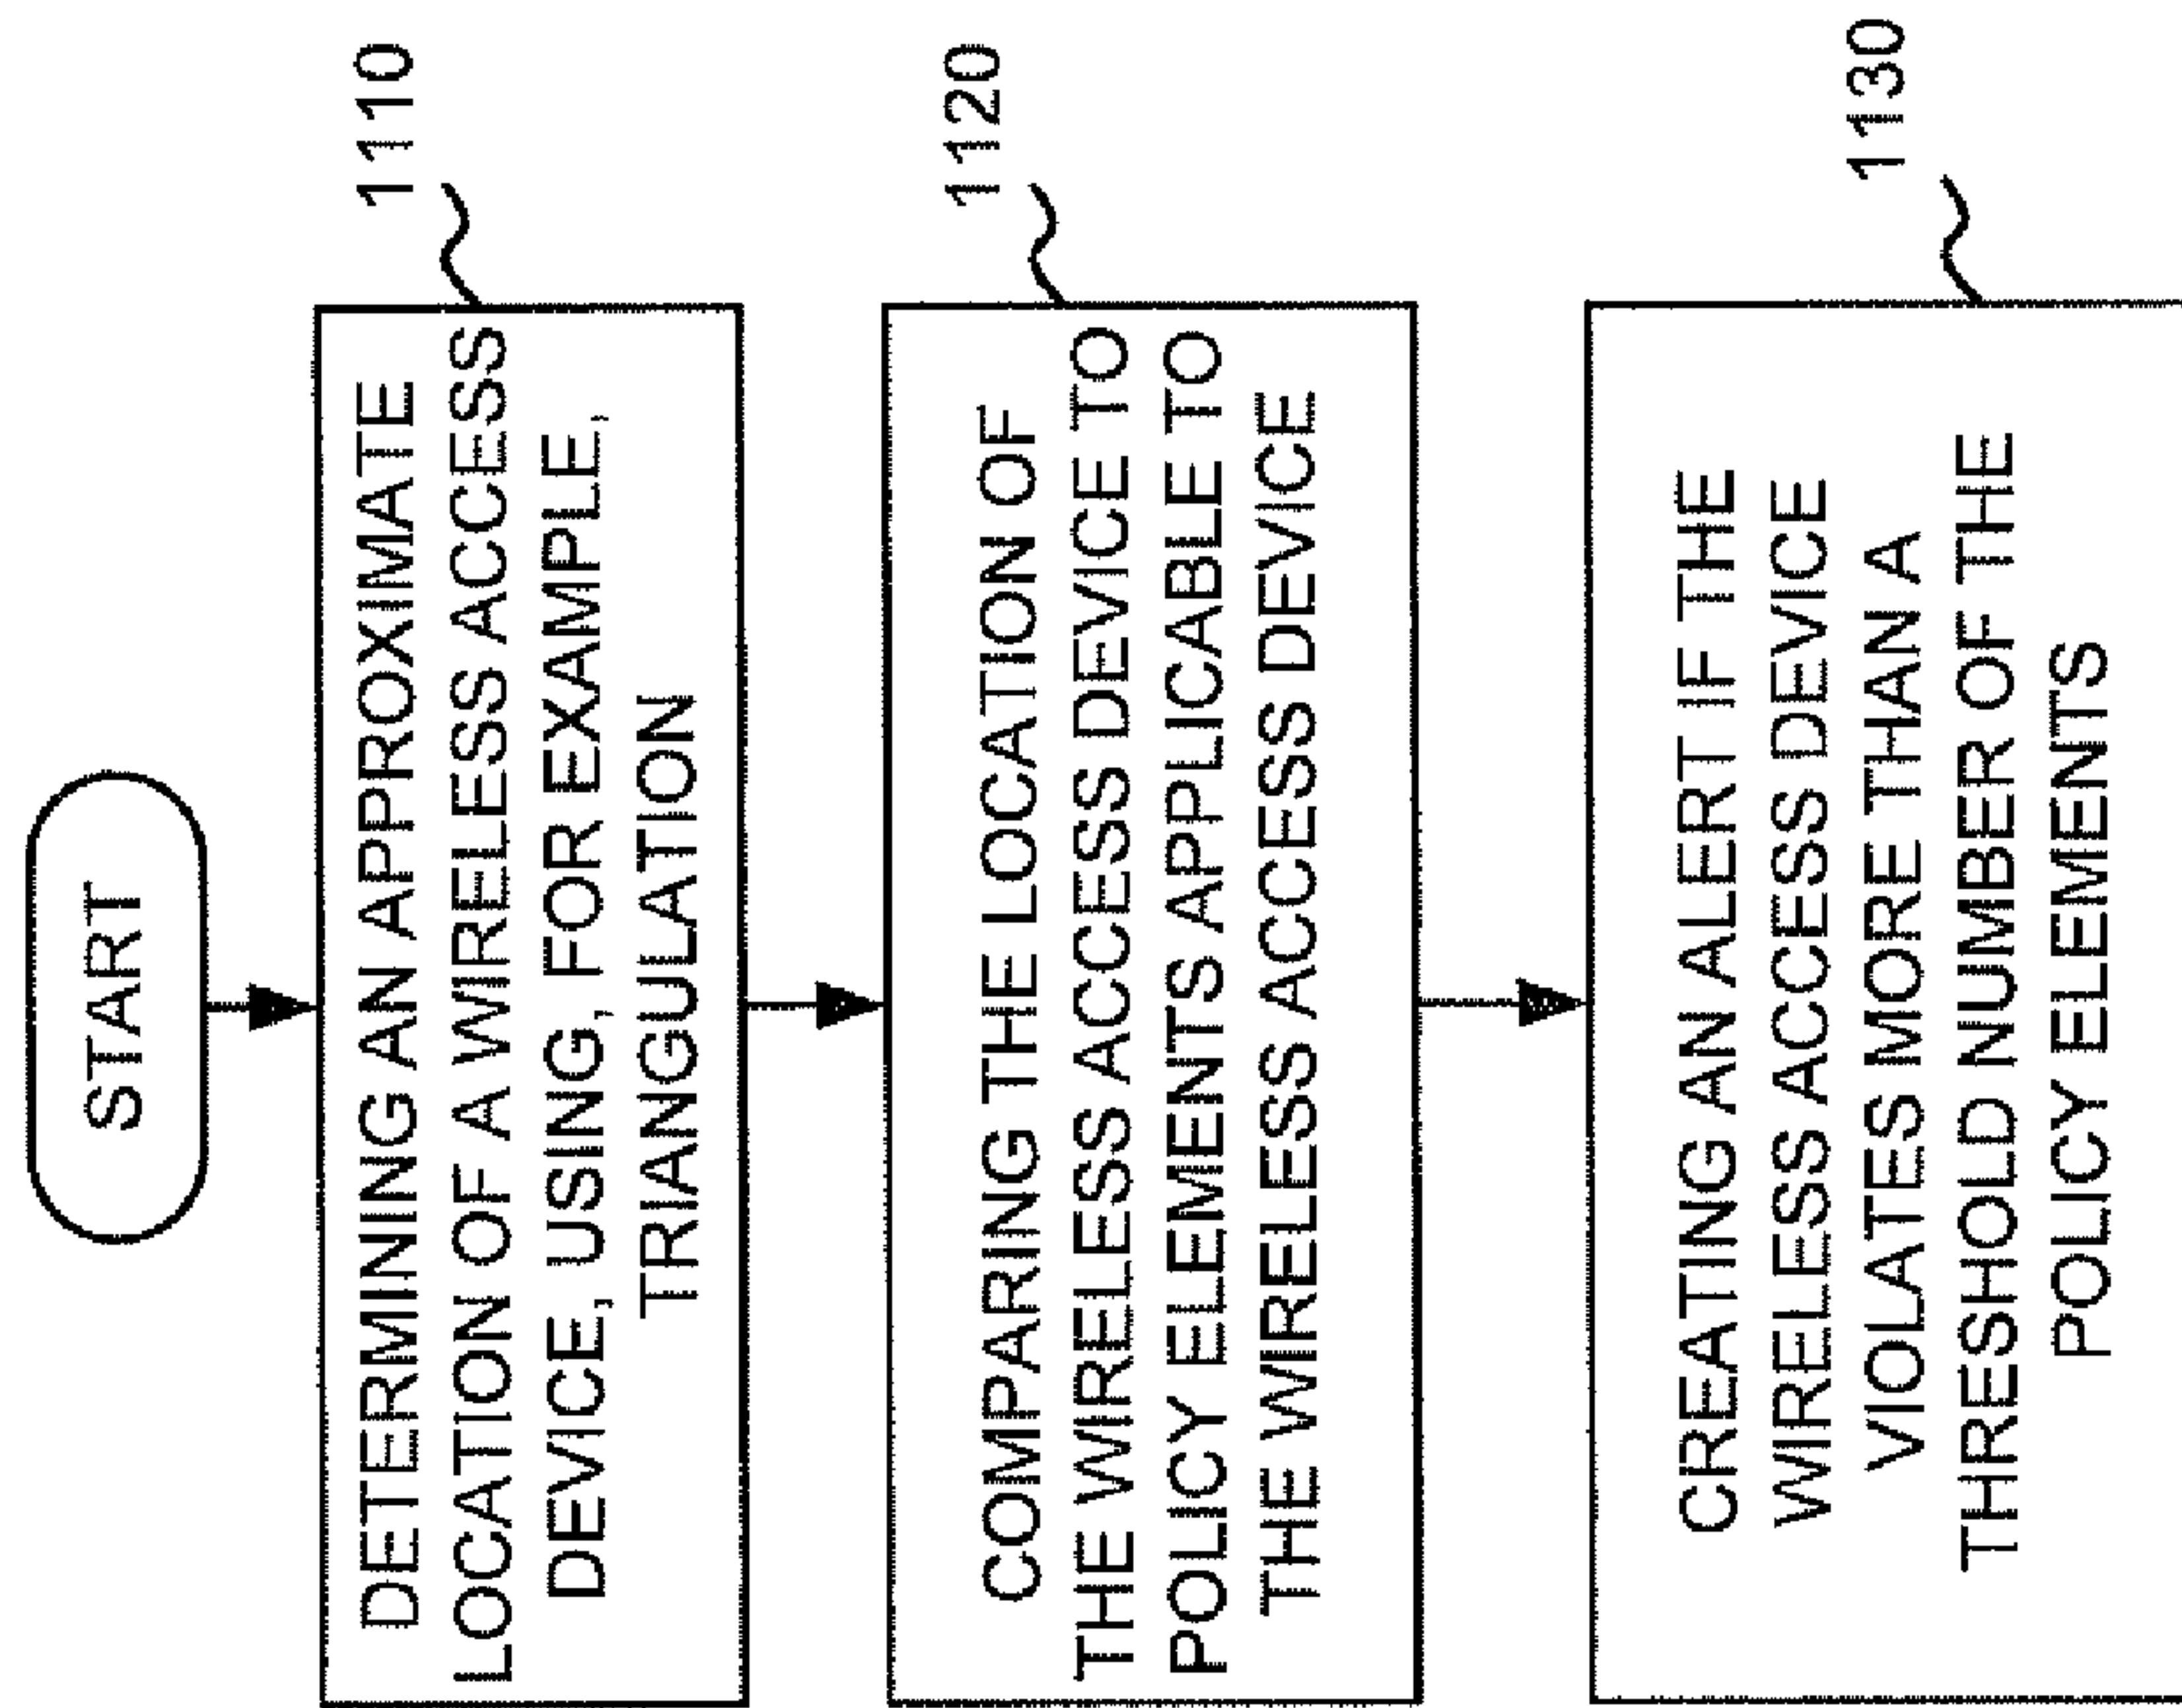 START
1110
DETERMINING AN APPROXIMATE
LOCATION OF A WIRELESS ACCESS
DEVICE, USING, FOR EXAMPLE,
TRIANGULATION
1120
COMPARING THE LOCATION OF
THE WIRELESS ACCESS DEVICE TO
POLICY ELEMENTS APPLICABLE TO
THE WIRELESS ACCESS DEVICE
1130
CREATING AN ALERT IF THE
WIRELESS ACCESS DEVICE
VIOLATES MORE THAN A
THRESHOLD NUMBER OF THE
POLICY ELEMENTS